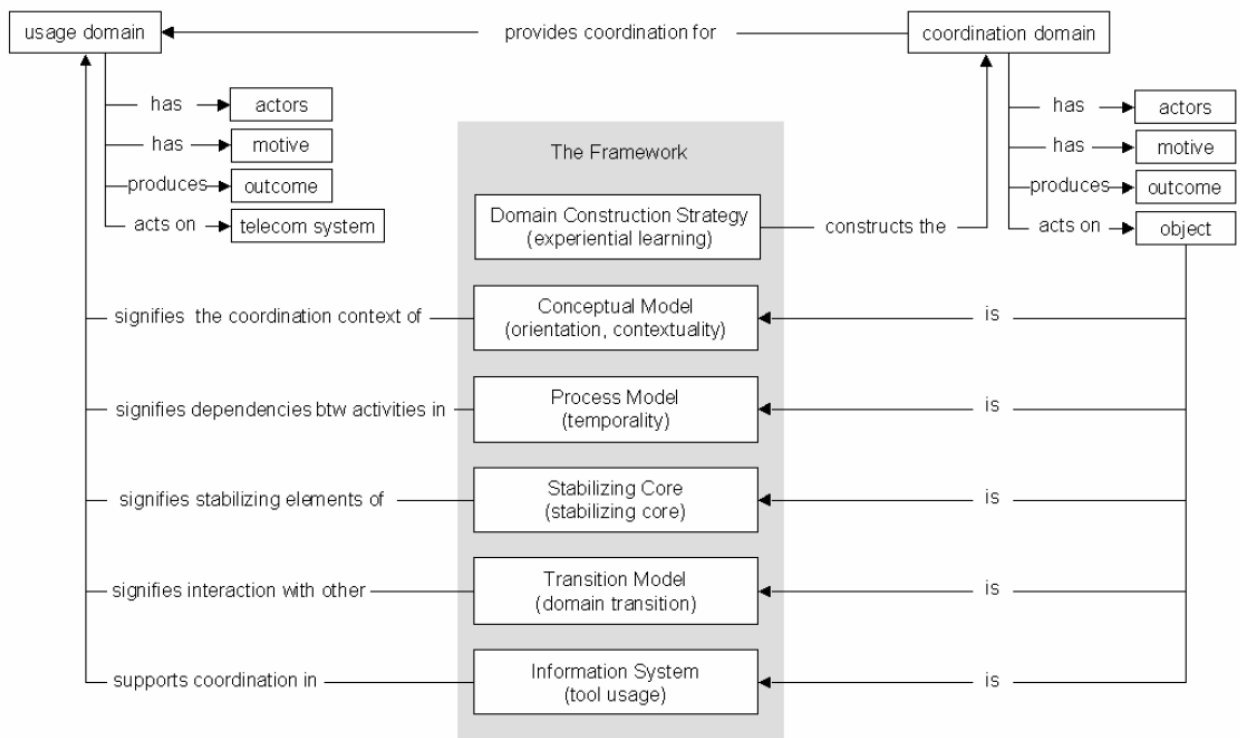 usage domain
provides coordination for
coordination domain
has
actors
has
motive
produces
outcome
acts on
telecom system
has
actors
has
motive
produces
outcome
acts on
object
The Framework
Domain Construction Strategy
(experiential learning)
constructs the
signifies the coordination context of
Conceptual Model
(orientation, contextuality)
is
signifies dependencies btw activities in
Process Model
(temporality)
is
signifies stabilizing elements of
Stabilizing Core
(stabilizing core)
is
signifies interaction with other
Transition Model
(domain transition)
is
supports coordination in
Information System
(tool usage)
is